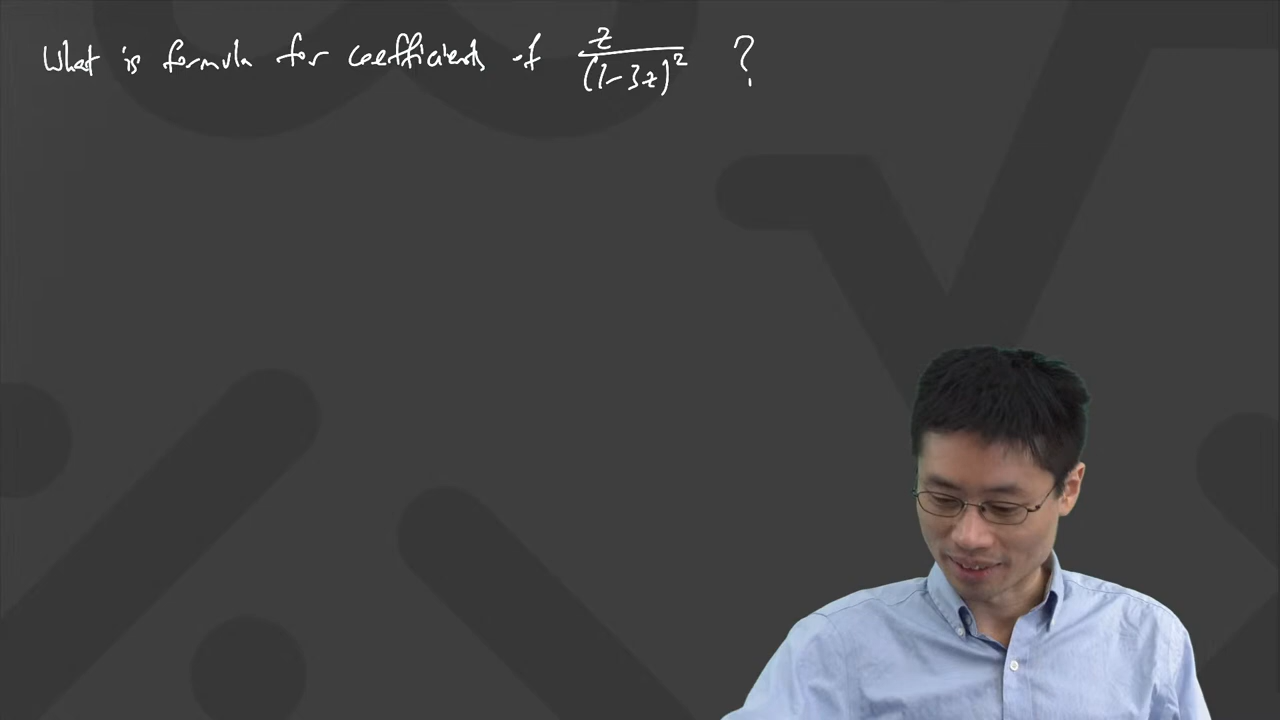 What is formula for coefficients of z/(1-3z)² ?